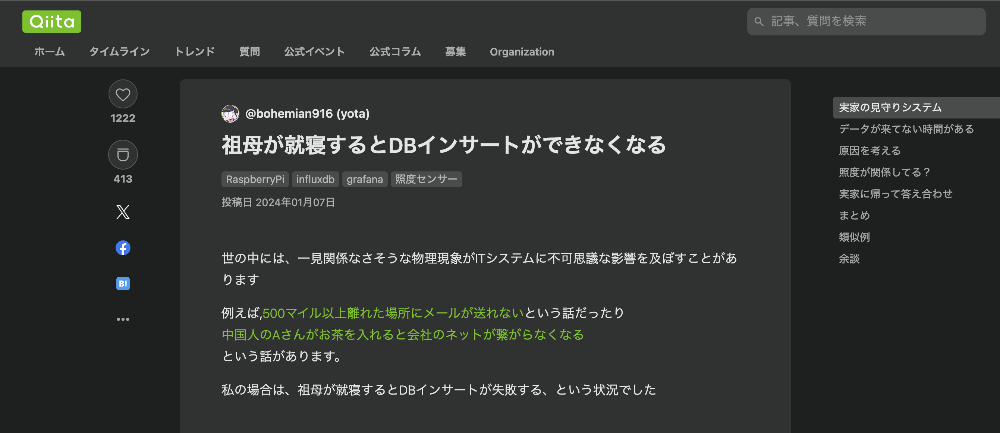 Qiita
記事、質問を検索
ホーム タイムライン トレンド 質問 公式イベント 公式コラム 募集 Organization
1222
413
B!
@bohemian916 (yota)
祖母が就寝するとDBインサートができなくなる
RaspberryPi influxdb grafana 照度センサー
投稿日 2024年01月07日
世の中には、一見関係なさそうな物理現象がITシステムに不可思議な影響を及ぼすことがあ
ります
例えば,500マイル以上離れた場所にメールが送れないという話だったり
中国人のAさんがお茶を入れると会社のネットが繋がらなくなる
という話があります。
私の場合は、祖母が就寝するとDBインサートが失敗する、という状況でした
実家の見守りシステム
データが来てない時間がある
原因を考える
照度が関係してる？
実家に帰って答え合わせ
まとめ
類似例
余談